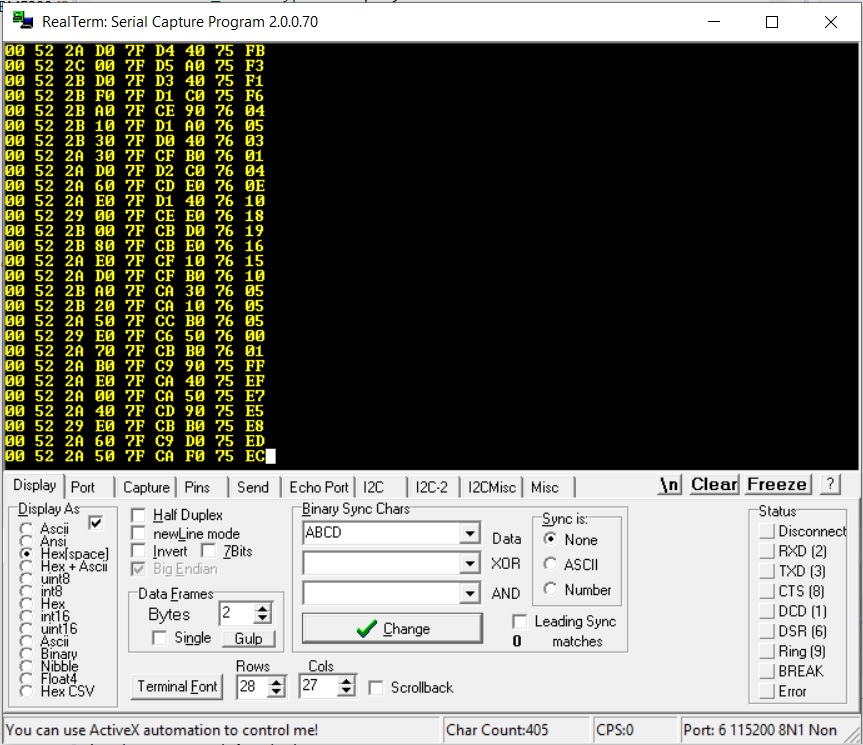 RealTerm: Serial Capture Program 2.0.0.70
00 52 2A D0 7F D4 40 75 FB
00 52 2C 00 7F D5 A0 75 F3
00 52 2B D0 7F D3 40 75 F1
00 52 2B F0 7F D1 C0 75 F6
00 52 2B A0 7F CE 90 76 04
00 52 2B 10 7F D1 A0 76 05
00 52 2B 30 7F D0 40 76 03
00 52 2A 30 7F CF B0 76 01
00 52 2A D0 7F D2 C0 76 04
00 52 2A 60 7F CD E0 76 0E
00 52 2A E0 7F D1 40 76 10
00 52 29 00 7F CE E0 76 18
00 52 2B 00 7F CB D0 76 19
00 52 2B 80 7F CB E0 76 16
00 52 2A E0 7F CF 10 76 15
00 52 2A D0 7F CF B0 76 10
00 52 2B A0 7F CA 30 76 05
00 52 2B 20 7F CA 10 76 05
00 52 2A 50 7F CC B0 76 05
00 52 29 E0 7F C6 50 76 00
00 52 2A 70 7F CB B0 76 01
00 52 2A B0 7F C9 90 75 FF
00 52 2A E0 7F CA 40 75 EF
00 52 2A 00 7F CA 50 75 E7
00 52 2A 40 7F CD 90 75 E5
00 52 29 E0 7F CB B0 75 E8
00 52 2A 60 7F C9 D0 75 ED
00 52 2A 50 7F CA F0 75 EC
Display Port Capture Pins Send Echo Port I2C I2C-2 I2CMisc Misc \n Clear Freeze ?
Display As
Ascii
Ansi
Hex[space]
Hex + Ascii
uint8
int8
Hex
int16
uint16
Ascii
Binary
Nibble
Float4
Hex CSV
Half Duplex
newLine mode
Invert 7Bits
Big Endian
Data Frames
Bytes 2
Single Gulp
Terminal Font
Rows
28
Cols
27
Scrollback
Binary Sync Chars
ABCD
Data
XOR
AND
Change
Sync is:
None
ASCII
Number
Leading Sync
0 matches
Status
Disconnect
RXD (2)
TXD (3)
CTS (8)
DCD (1)
DSR (6)
Ring (9)
BREAK
Error
You can use ActiveX automation to control me! Char Count:405 CPS:0 Port: 6 115200 8N1 Non